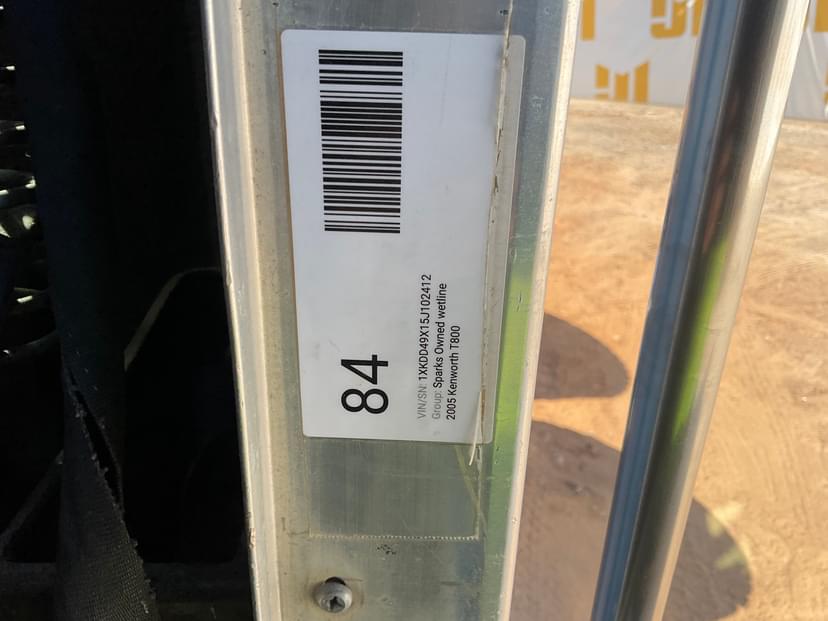 84
VIN/SN: 1XKDD49X15J102412
Group: Sparks Owned wetline
2005 Kenworth T800